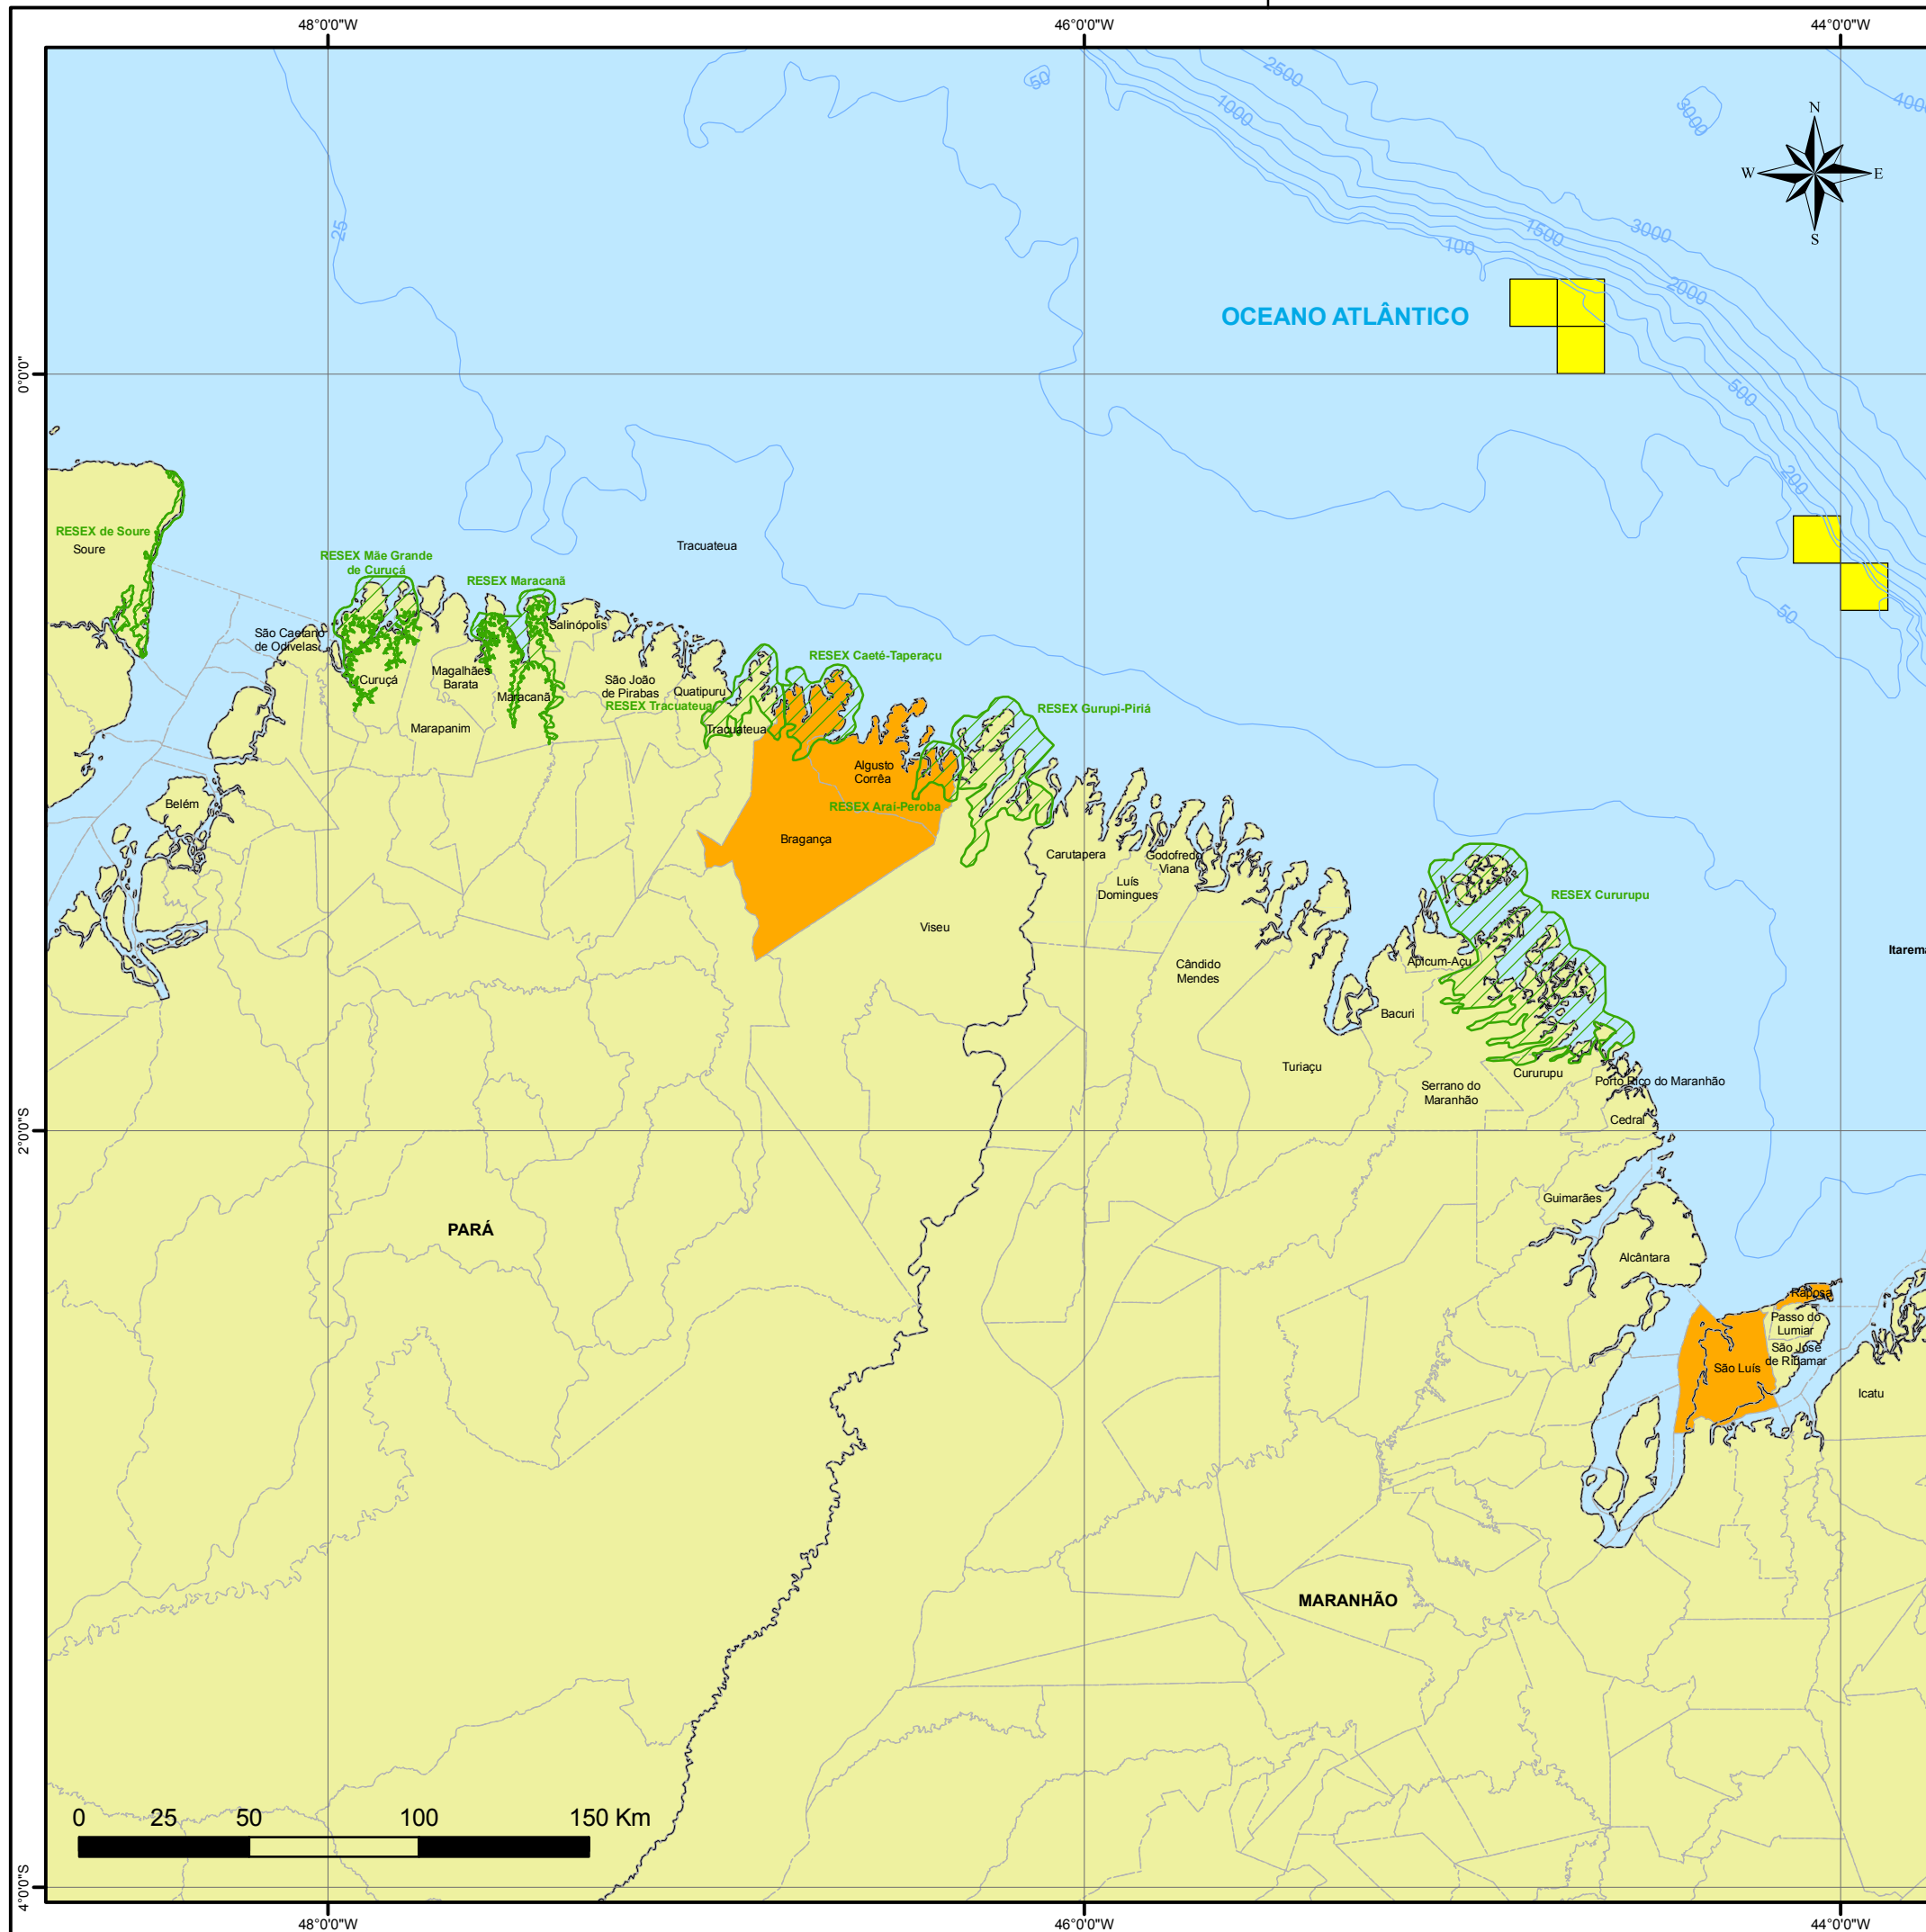 48°0'0"W
46°0'0"W
44°0'0"W
50
2500
1000
3000
4000
N
W
E
S
25
3000
1500
100
2000
OCEANO ATLÂNTICO
0°0'0"
500
200
RESEX de Soure
Soure
Tracuateua
RESEX Mãe Grande
de Curuçá
RESEX Maracanã
50
Salinópolis
São Caetano
de Odivelas
RESEX Caeté-Taperaçu
Magalhães
Barata
Curuçá
Maracanã
São João
de Pirabas
Quatipuru
RESEX Tracuateua
RESEX Gurupi-Piriá
Marapanim
Tracuateua
Algusto
Corrêa
Belém
RESEX Araí-Peroba
Bragança
Carutapera
Godofredo
Viana
Luís
Domingues
RESEX Cururupu
Viseu
Itarema
Cândido
Mendes
Apicum-Açu
Bacuri
Turiaçu
Cururupu
Serrano do
Maranhão
Porto Rico do Maranhão
Cedral
2°0'0"S
Guimarães
PARÁ
Alcântara
Raposa
Passo do
Lumiar
São José
de Ribamar
São Luís
Icatu
MARANHÃO
0 25 50 100 150 Km
4°0'0"S
48°0'0"W
46°0'0"W
44°0'0"W